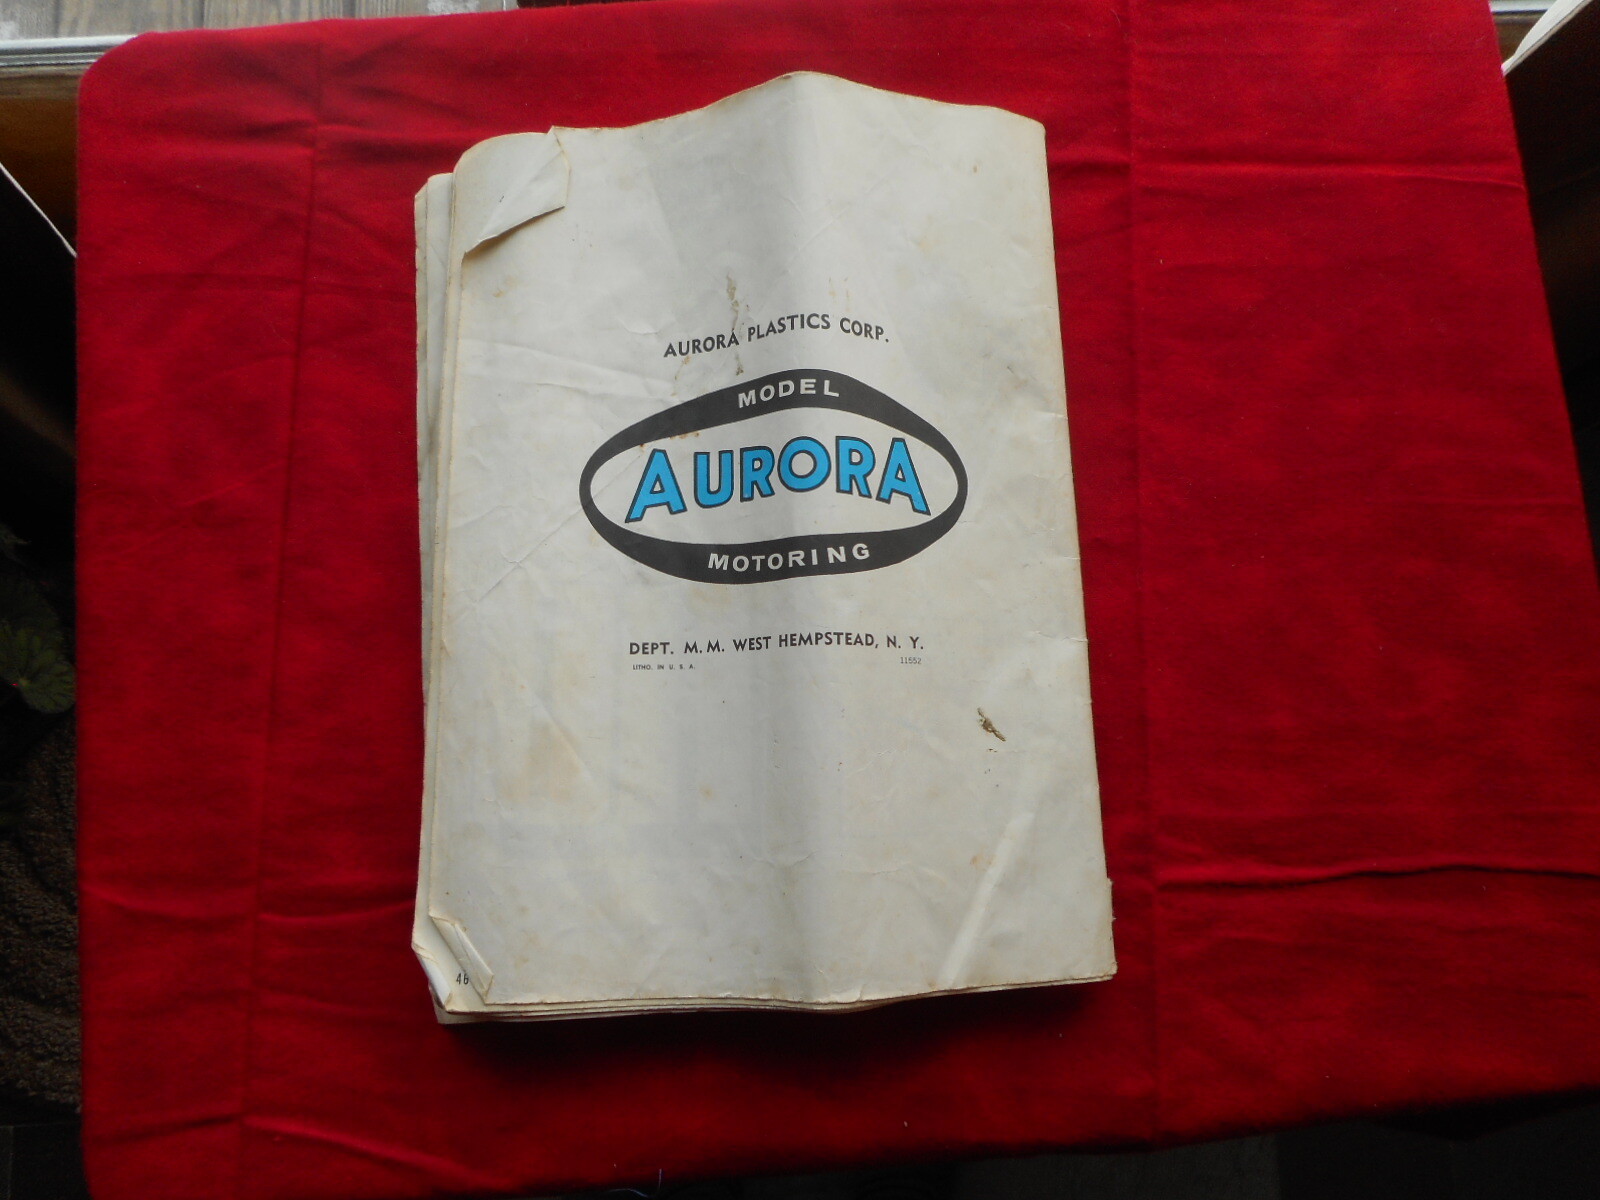 AURORA PLASTICS CORP.
MODEL
AURORA
MOTORING
DEPT. M. M. WEST HEMPSTEAD, N. Y.
LITHO. IN U. S. A.
11552
46